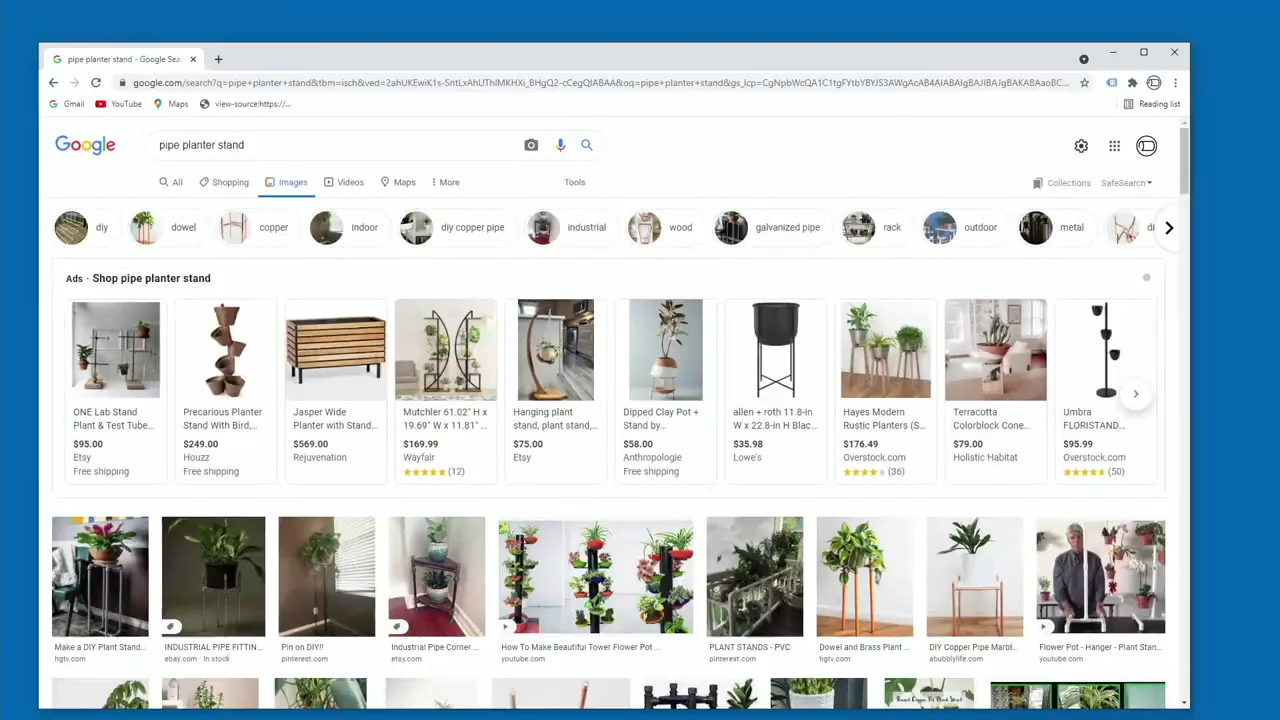 pipe planter stand - Google Sea
google.com/search?q=pipe+planter+stand&tbm=isch&ved=2ahUKEwiK1s-SntLxAhUThlMKHXi_BHgQ2-cCegQIABAA&oq=pipe+planter+stand&gs_lcp=CgNpbWcQA1C1tgFYtbYBYJS3AWgAcAB4AIABAIgBAJIBAJgBAKABAaoBC...
Gmail YouTube Maps view-source:https://... Reading list
Google pipe planter stand
All Shopping Images Videos Maps More Tools Collections SafeSearch
diy dowel copper indoor diy copper pipe industrial wood galvanized pipe rack outdoor metal di
Ads · Shop pipe planter stand
ONE Lab Stand Precarious Planter Jasper Wide Mutchler 61.02" H x Hanging plant Dipped Clay Pot + allen + roth 11.8-in Hayes Modern Terracotta Umbra
Plant & Test Tube... Stand With Bird,... Planter with Stand... 19.69" W x 11.81" ... stand, plant stand,... Stand by... W x 22.8-in H Blac... Rustic Planters (S... Colorblock Cone... FLORISTAND...
$95.00 $249.00 $569.00 $169.99 $75.00 $58.00 $35.98 $176.49 $79.00 $95.99
Etsy Houzz Rejuvenation Wayfair Etsy Anthropologie Lowe's Overstock.com Holistic Habitat Overstock.com
Free shipping Free shipping (12) Free shipping (36) (50)
Make a DIY Plant Stand... INDUSTRIAL PIPE FITTIN... Pin on DIY!! Industrial Pipe Corner ... How To Make Beautiful Tower Flower Pot ... PLANT STANDS - PVC Dowel and Brass Plant ... DIY Copper Pipe Marbl... Flower Pot - Hanger - Plant Stan...
hgtv.com ebay.com · In stock pinterest.com etsy.com youtube.com pinterest.com hgtv.com abubblylife.com youtube.com